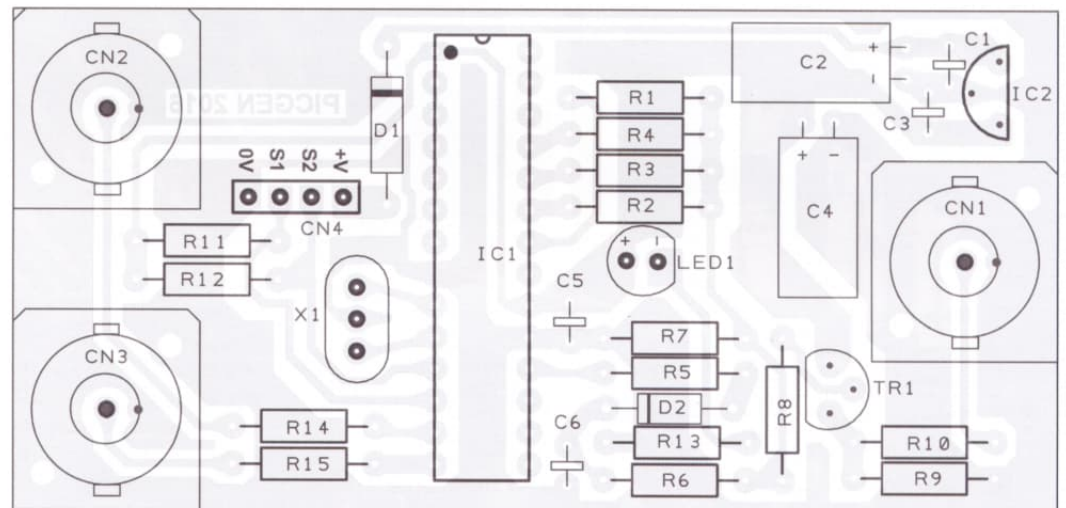 CN2
PICGEN 2016
D1
0V
S1
S2
+V
CN4
R11
R12
X1
IC1
R1
R4
R3
R2
+ -
LED1
C2
+
-
C1
IC2
C3
+ -
C4
CN1
C5
R7
R5
D2
R13
R6
C6
R8
TR1
R10
R9
CN3
R14
R15